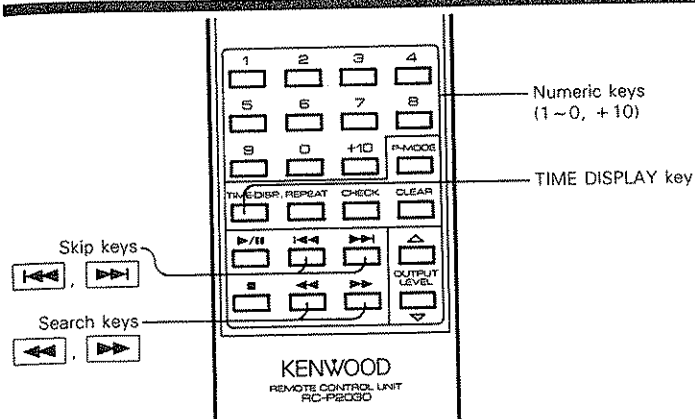 1 2 3 4
5 6 7 8
9 0 +10 P-MODE
TIME DISP. REPEAT CHECK CLEAR
OUTPUT
LEVEL
KENWOOD
REMOTE CONTROL UNIT
RC-P2030
Numeric keys
(1~0, +10)
TIME DISPLAY key
Skip keys
Search keys